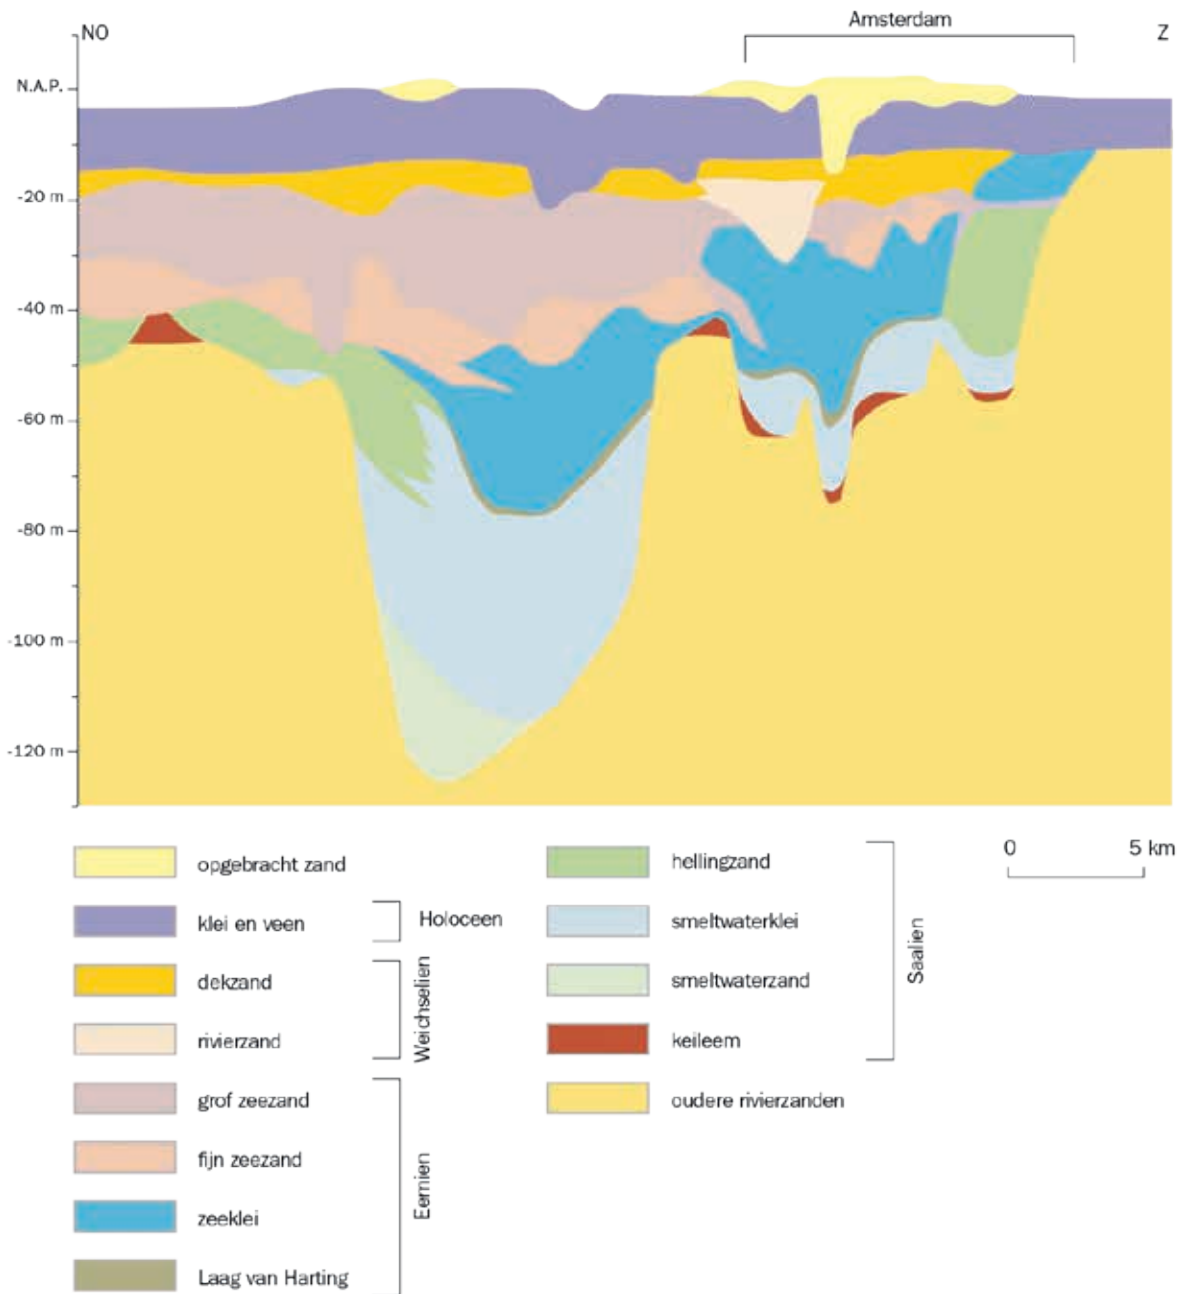 Amsterdam
NO
Z
N.A.P.
-20 m
-40 m
-60 m
-80 m
-100 m
-120 m
opgebracht zand
klei en veen
Holoceen
dekzand
rivierzand
Weichselien
grof zeezand
fijn zeezand
zeeklei
Laag van Harting
Eemien
hellingzand
smeltwaterklei
smeltwaterzand
keileem
Saalien
oudere rivierzanden
0 5 km